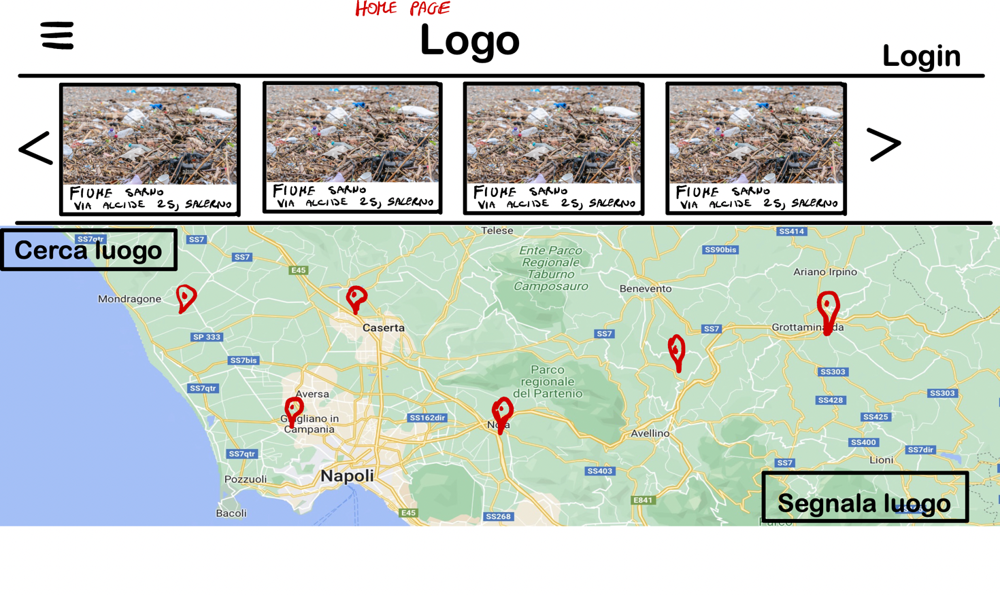 HOME PAGE
Logo
Login
<
>
FIUME SARNO
VIA ALCIDE 25, SALERNO
FIUME SARNO
VIA ALCIDE 25, SALERNO
FIUME SARNO
VIA ALCIDE 25, SALERNO
FIUME SARNO
VIA ALCIDE 25, SALERNO
Cerca luogo
SS7qtr
SS7
Telese
SS414
SS7
Ente Parco
Regionale
Taburno
Camposauro
SS90bis
E45
Ariano Irpino
Mondragone
Benevento
Caserta
SS7
SS7
Grottaminarda
SP 333
SS7bis
Parco
regionale
del Partenio
SS303
SS7qtr
Aversa
SS303
SS428
Giugliano in
Campania
SS162dir
Nola
SS425
Avellino
SS400
SS7dir
SS7qtr
Lioni
SS7
SS403
Napoli
Pozzuoli
E841
Segnala luogo
Bacoli
E45
SS268
Parco